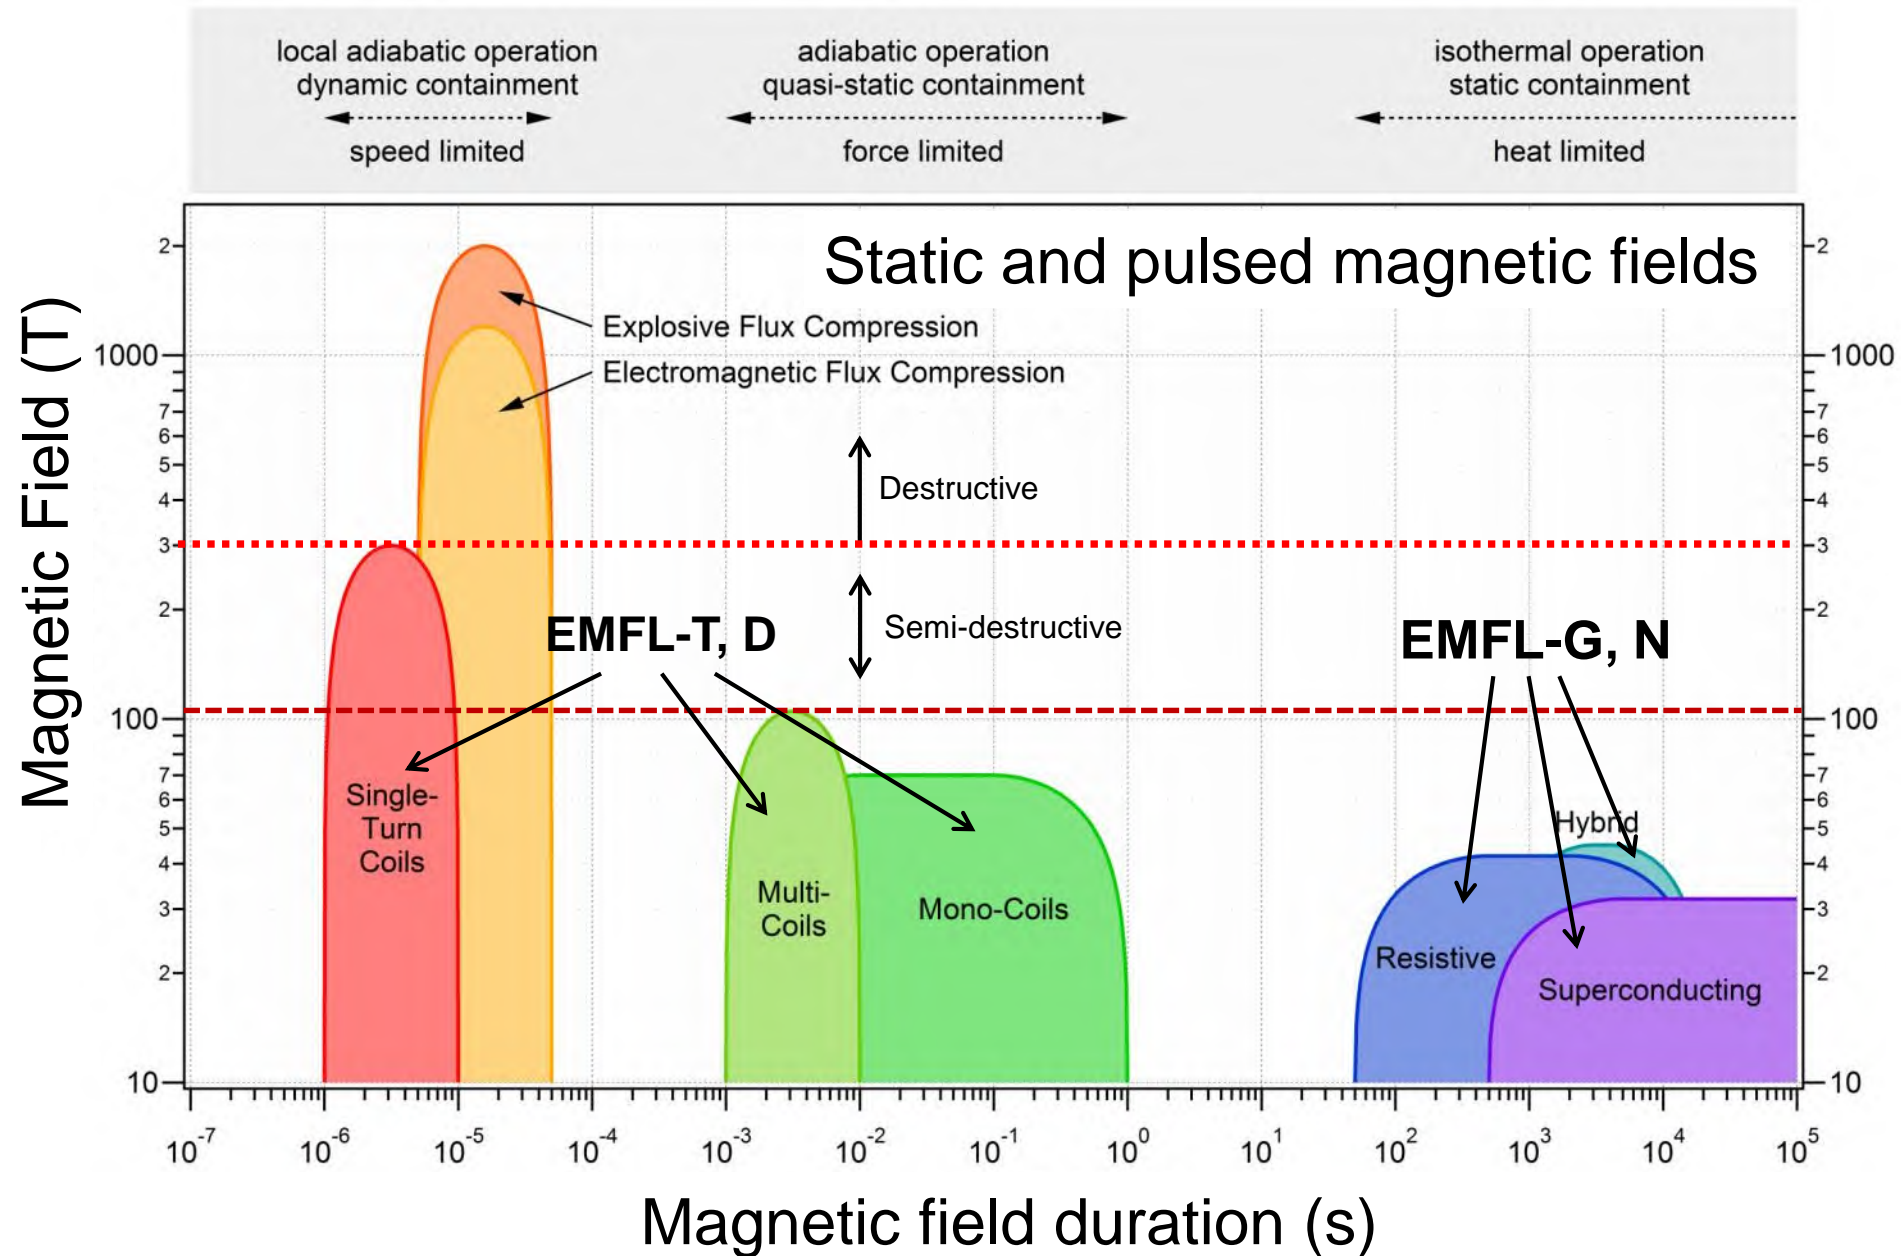 local adiabatic operation
dynamic containment
speed limited
adiabatic operation
quasi-static containment
force limited
isothermal operation
static containment
heat limited
Static and pulsed magnetic fields
Magnetic Field (T)
2
1000
7
6
5
4
3
2
100
7
6
5
4
3
2
10
Explosive Flux Compression
Electromagnetic Flux Compression
Destructive
Semi-destructive
EMFL-T, D
EMFL-G, N
Single-
Turn
Coils
Multi-
Coils
Mono-Coils
Hybrid
Resistive
Superconducting
2
1000
7
6
5
4
3
2
100
7
6
5
4
3
2
10
10⁻⁷ 10⁻⁶ 10⁻⁵ 10⁻⁴ 10⁻³ 10⁻² 10⁻¹ 10⁰ 10¹ 10² 10³ 10⁴ 10⁵
Magnetic field duration (s)